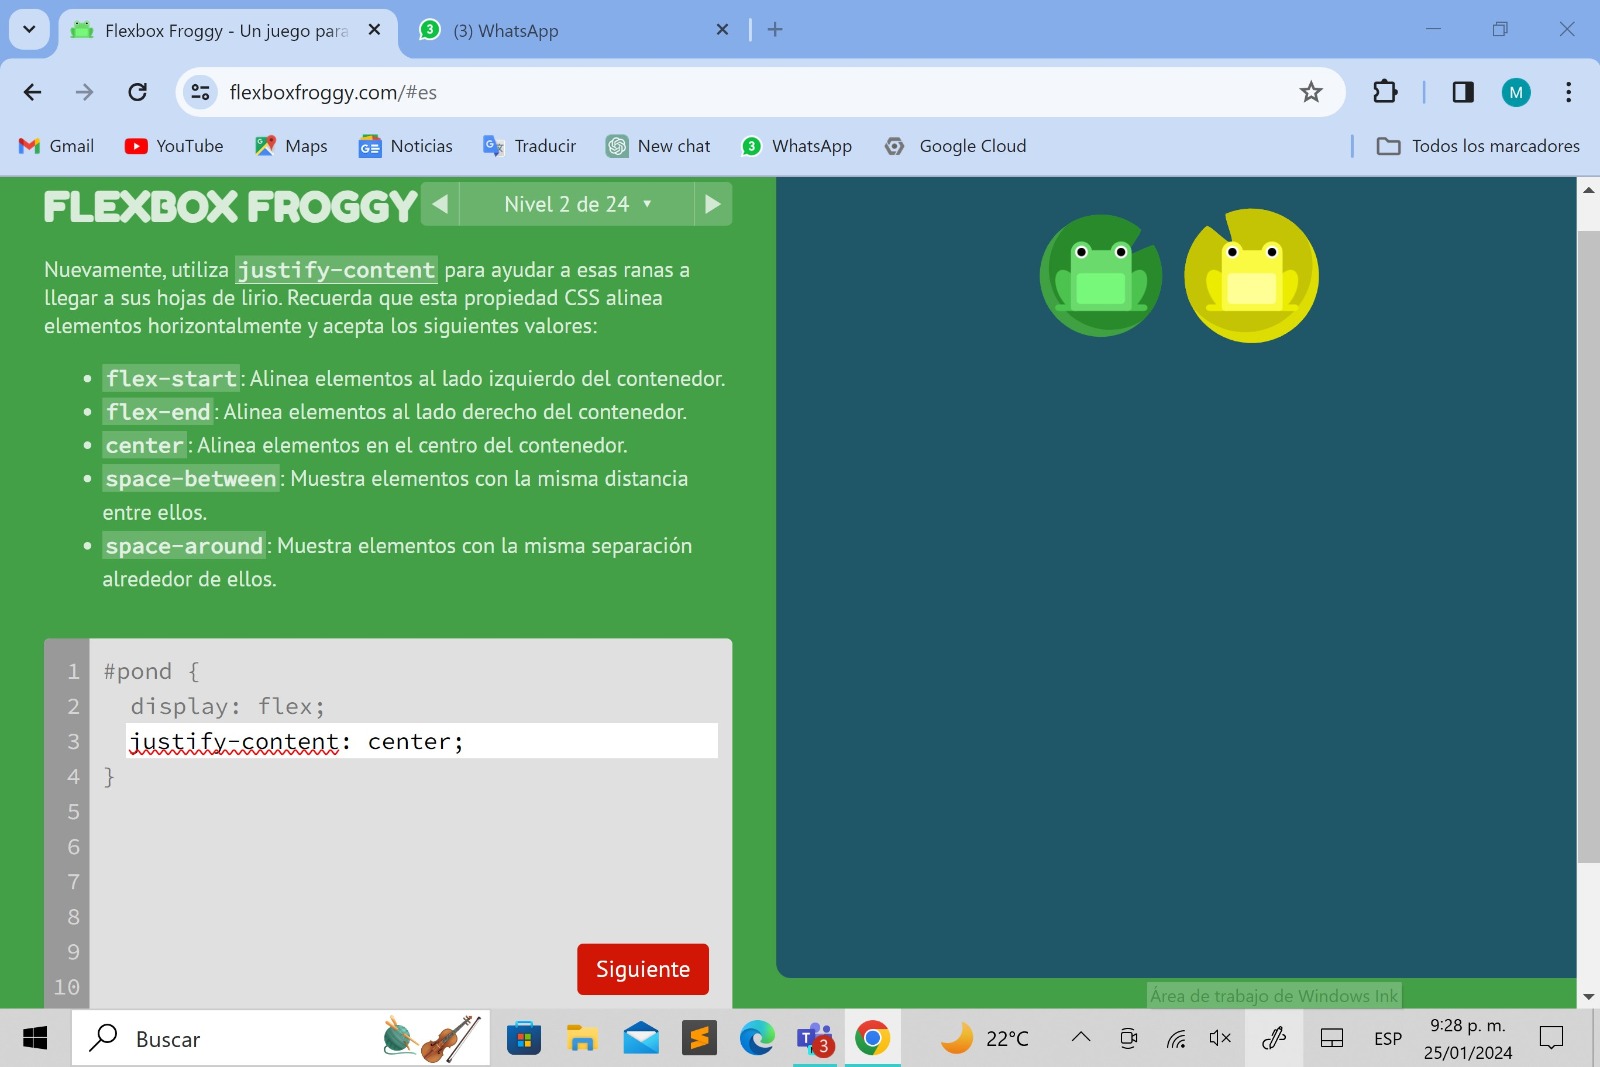 Flexbox Froggy - Un juego para
3
(3) WhatsApp
flexboxfroggy.com/#es
M
Gmail
YouTube
Maps
Noticias
Traducir
New chat
3
WhatsApp
Google Cloud
Todos los marcadores
FLEXBOX FROGGY
Nivel 2 de 24
Nuevamente, utiliza justify-content para ayudar a esas ranas a
llegar a sus hojas de lirio. Recuerda que esta propiedad CSS alinea
elementos horizontalmente y acepta los siguientes valores:
• flex-start: Alinea elementos al lado izquierdo del contenedor.
• flex-end: Alinea elementos al lado derecho del contenedor.
• center: Alinea elementos en el centro del contenedor.
• space-between: Muestra elementos con la misma distancia
entre ellos.
• space-around: Muestra elementos con la misma separación
alrededor de ellos.
1 #pond {
2 display: flex;
3 justify-content: center;
4 }
5
6
7
8
9
10
Siguiente
Área de trabajo de Windows Ink
Buscar
3
22°C
ESP
9:28 p. m.
25/01/2024